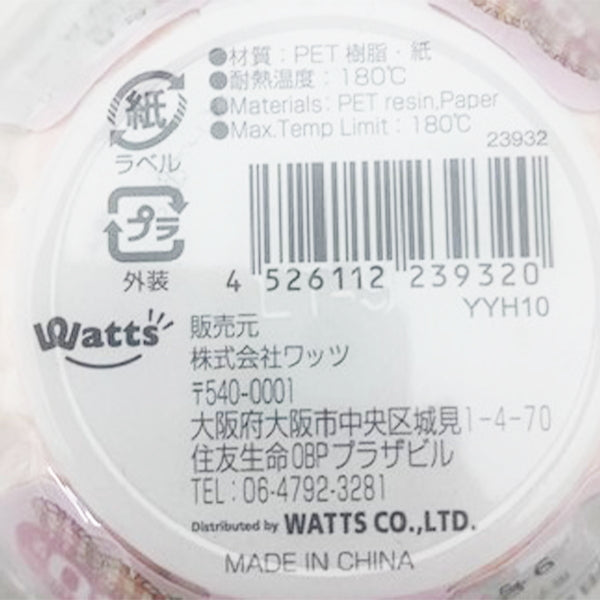 ●材質：PET 樹脂・紙
●耐熱温度：180℃
●Materials：PET resin,Paper
●Max.Temp Limit：180℃
紙
ラベル
23932
プラ
外装
4 526112 239320
YYH10
Watts
販売元
株式会社ワッツ
〒540-0001
大阪府大阪市中央区城見1-4-70
住友生命OBPプラザビル
TEL：06-4792-3281
Distributed by WATTS CO.,LTD.
MADE IN CHINA